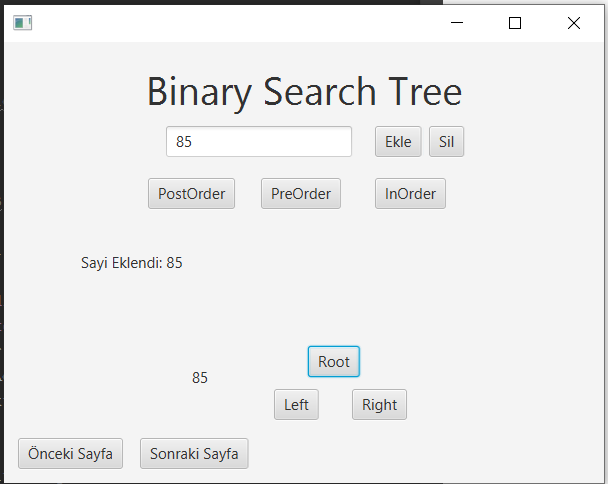 Binary Search Tree
85 Ekle Sil
PostOrder PreOrder InOrder
Sayi Eklendi: 85
Root
85
Left Right
Önceki Sayfa Sonraki Sayfa